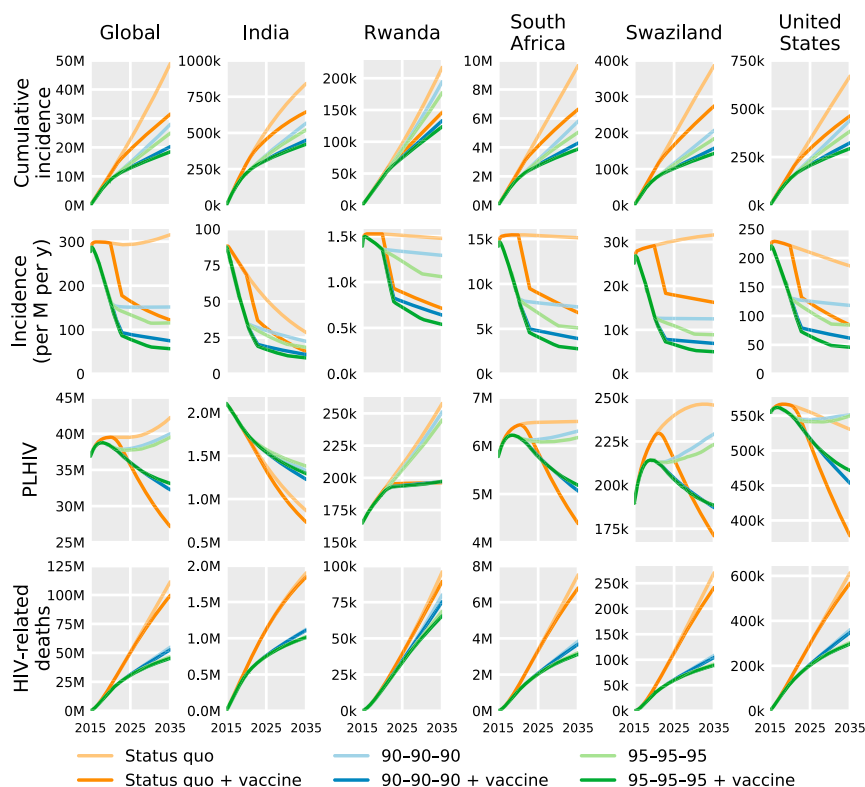 Global India Rwanda South Africa Swaziland United States
Cumulative incidence
50M 1000k 200k 10M 400k 750k
40M 750k 150k 8M 300k 500k
30M 500k 100k 6M 200k 250k
20M 250k 50k 4M 100k 0k
10M 0k 0k 2M 0k
0M 0M
Incidence (per M per y)
300 100 1.5k 15k 30k 250
200 75 1.0k 10k 20k 200
100 50 0.5k 5k 10k 150
0 25 0.0k 0k 0k 100
0 50
0
PLHIV
45M 2.0M 250k 7M 250k 550k
40M 1.5M 225k 6M 225k 500k
35M 1.0M 200k 5M 200k 450k
30M 0.5M 175k 4M 175k 400k
25M 150k 350k
HIV-related deaths
125M 2.0M 100k 8M 250k 600k
100M 1.5M 75k 6M 200k 400k
75M 1.0M 50k 4M 150k 200k
50M 0.5M 25k 2M 100k 0k
25M 0.0M 0k 0M 50k
0M 0k
2015 2025 2035 2015 2025 2035 2015 2025 2035 2015 2025 2035 2015 2025 2035 2015 2025 2035
Status quo 90–90–90 95–95–95
Status quo + vaccine 90–90–90 + vaccine 95–95–95 + vaccine